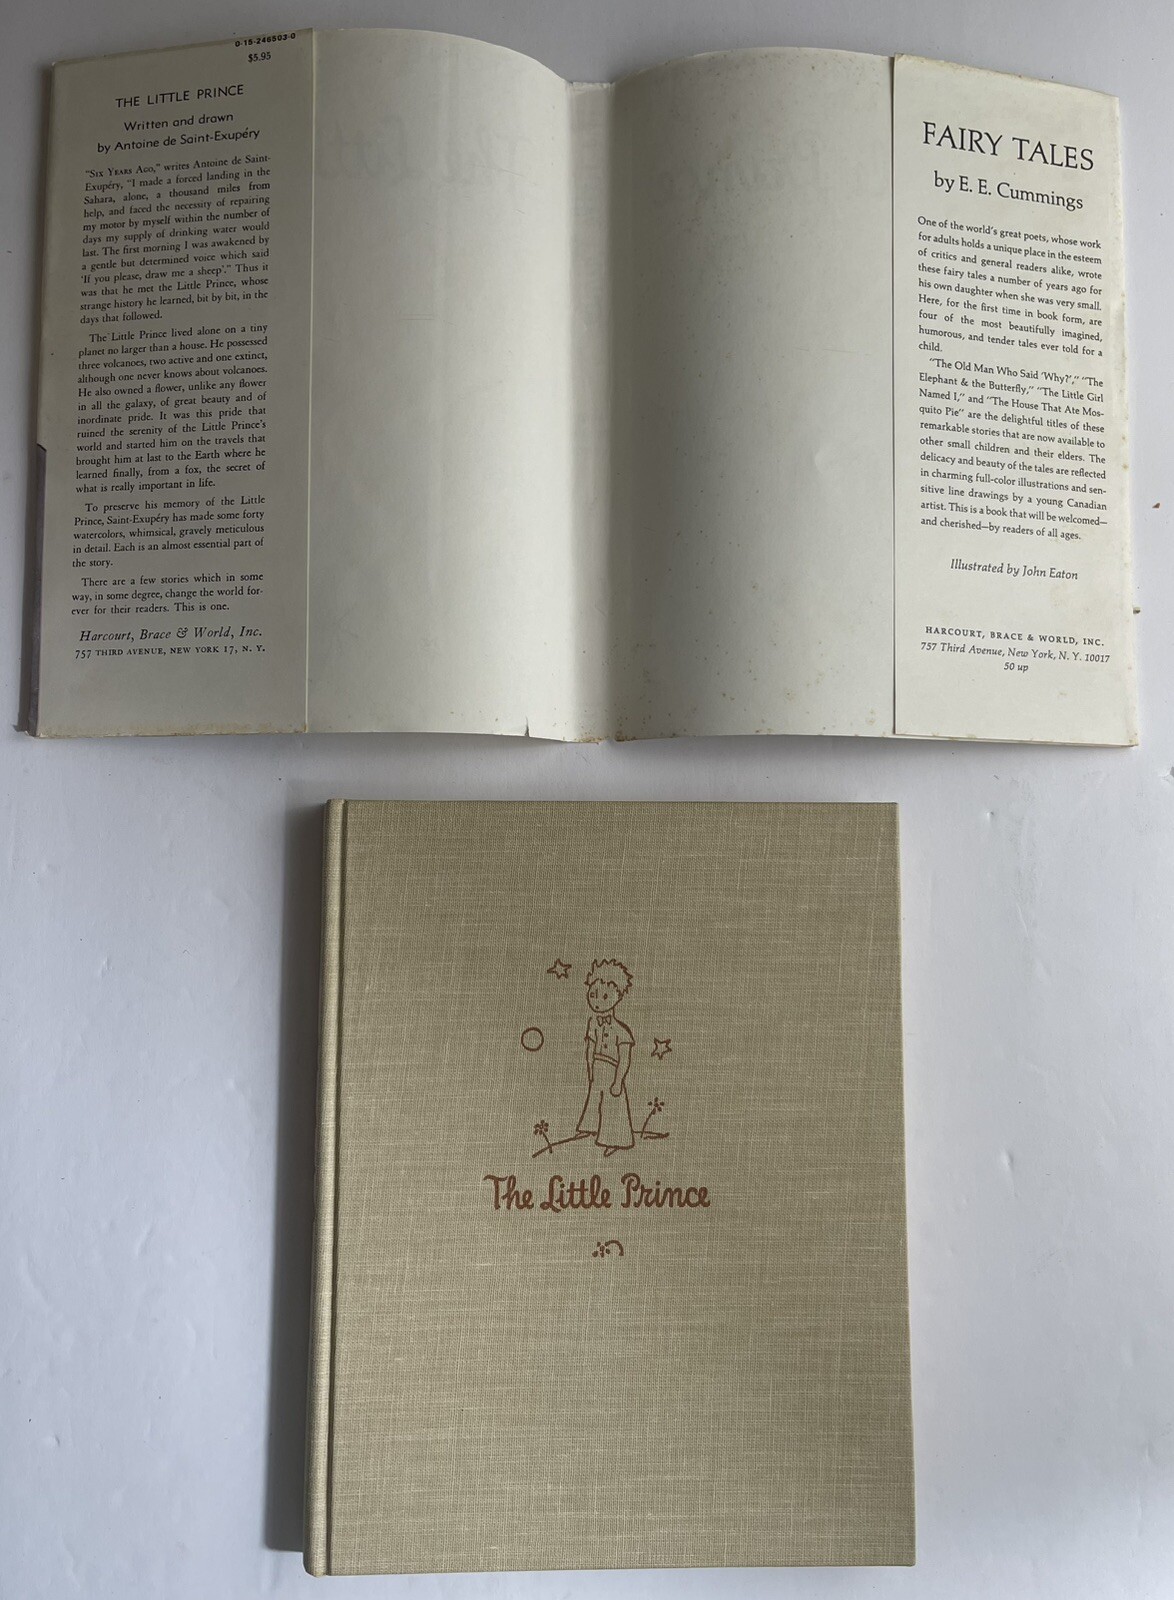 0-15-246503-0
$5.95
THE LITTLE PRINCE
Written and drawn
by Antoine de Saint-Exupéry
"Six Years Ago," writes Antoine de Saint-
Exupéry, "I made a forced landing in the
Sahara, alone, a thousand miles from
help, and faced the necessity of repairing
my motor by myself within the number of
days my supply of drinking water would
last. The first morning I was awakened by
a gentle but determined voice which said
'If you please, draw me a sheep'." Thus it
was that he met the Little Prince, whose
strange history he learned, bit by bit, in the
days that followed.
The Little Prince lived alone on a tiny
planet no larger than a house. He possessed
three volcanoes, two active and one extinct,
although one never knows about volcanoes.
He also owned a flower, unlike any flower
in all the galaxy, of great beauty and of
inordinate pride. It was this pride that
ruined the serenity of the Little Prince's
world and started him on the travels that
brought him at last to the Earth where he
learned finally, from a fox, the secret of
what is really important in life.
To preserve his memory of the Little
Prince, Saint-Exupéry has made some forty
watercolors, whimsical, gravely meticulous
in detail. Each is an almost essential part of
the story.
There are a few stories which in some
way, in some degree, change the world for-
ever for their readers. This is one.
Harcourt, Brace & World, Inc.
757 THIRD AVENUE, NEW YORK 17, N. Y.
FAIRY TALES
by E. E. Cummings
One of the world's great poets, whose work
for adults holds a unique place in the esteem
of critics and general readers alike, wrote
these fairy tales a number of years ago for
his own daughter when she was very small.
Here, for the first time in book form, are
four of the most beautifully imagined,
humorous, and tender tales ever told for a
child.
"The Old Man Who Said 'Why?'," "The
Elephant & the Butterfly," "The Little Girl
Named I," and "The House That Ate Mos-
quito Pie" are the delightful titles of these
remarkable stories that are now available to
other small children and their elders. The
delicacy and beauty of the tales are reflected
in charming full-color illustrations and sen-
sitive line drawings by a young Canadian
artist. This is a book that will be welcomed—
and cherished—by readers of all ages.
Illustrated by John Eaton
HARCOURT, BRACE & WORLD, INC.
757 Third Avenue, New York, N. Y. 10017
50 up
The Little Prince